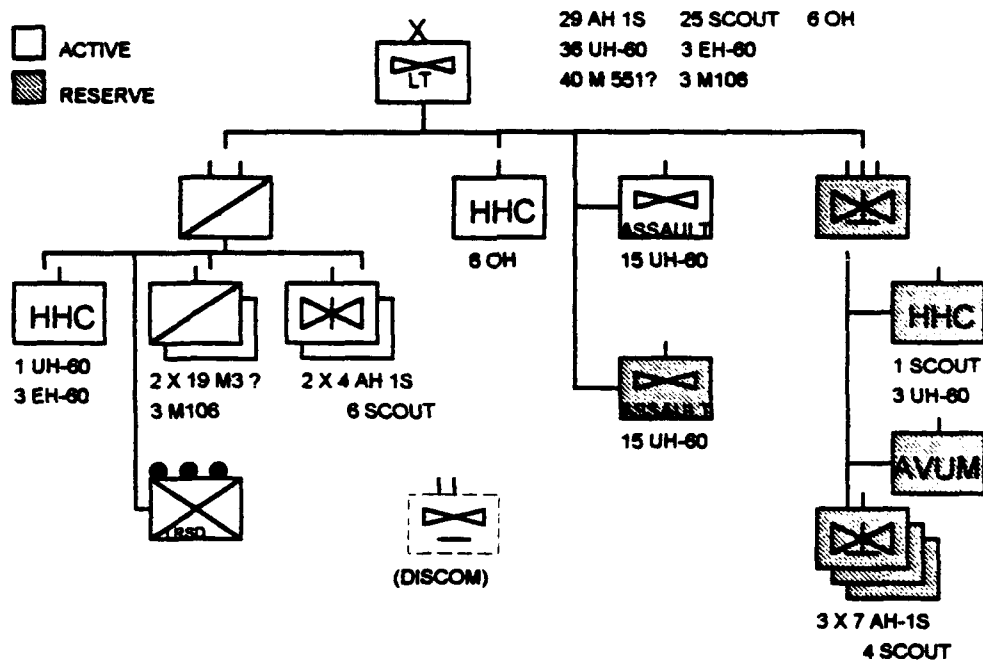 29 AH 1S 25 SCOUT 6 OH
36 UH-60 3 EH-60
40 M 551? 3 M106
ACTIVE
RESERVE
LT
HHC
6 OH
ASSAULT
15 UH-60
HHC
1 UH-60
3 EH-60
2 X 19 M3 ?
3 M106
2 X 4 AH 1S
6 SCOUT
ASSAULT
15 UH-60
HHC
1 SCOUT
3 UH-60
AVUM
LRSD
(DISCOM)
3 X 7 AH-1S
4 SCOUT